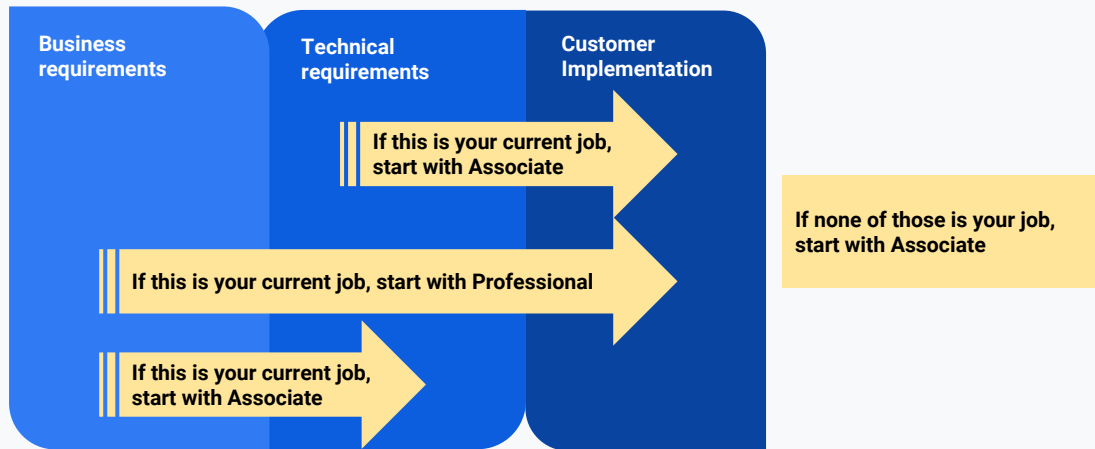 Business
requirements
Technical
requirements
Customer
Implementation
If this is your current job,
start with Associate
If none of those is your job,
start with Associate
If this is your current job, start with Professional
If this is your current job,
start with Associate